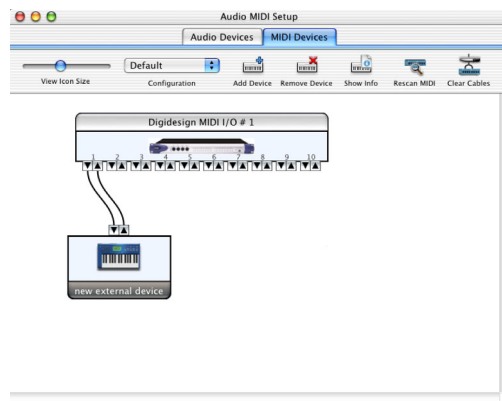 Audio MIDI Setup
Audio Devices MIDI Devices
Default
View Icon Size Configuration Add Device Remove Device Show Info Rescan MIDI Clear Cables
Digidesign MIDI I/O # 1
1 2 3 4 5 6 7 8 9 10
new external device